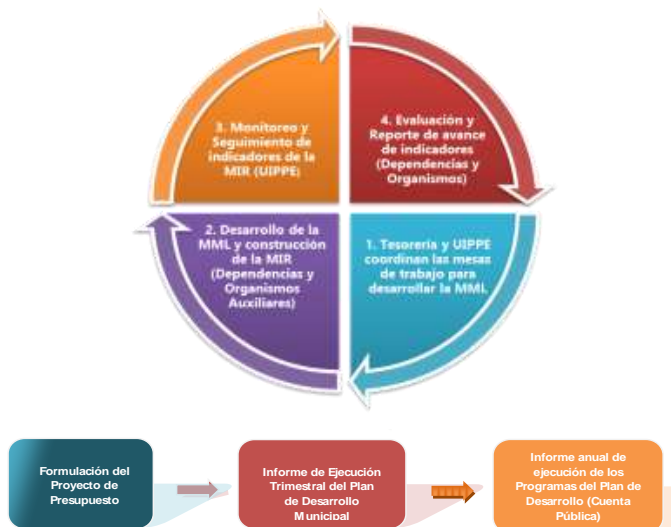 3. Monitoreo y
Seguimiento de
indicadores de la
MIR (UIPPE)
4. Evaluación y
Reporte de avance
de indicadores
(Dependencias y
Organismos)
2. Desarrollo de la
MML y construcción
de la MIR
(Dependencias y
Organismos
Auxiliares)
1. Tesorería y UIPPE
coordinan las mesas
de trabajo para
desarrollar la MML
Formulación del
Proyecto de
Presupuesto
Informe de Ejecución
Trimestral del Plan
de Desarrollo
Municipal
Informe anual de
ejecución de los
Programas del Plan de
Desarrollo (Cuenta
Pública)